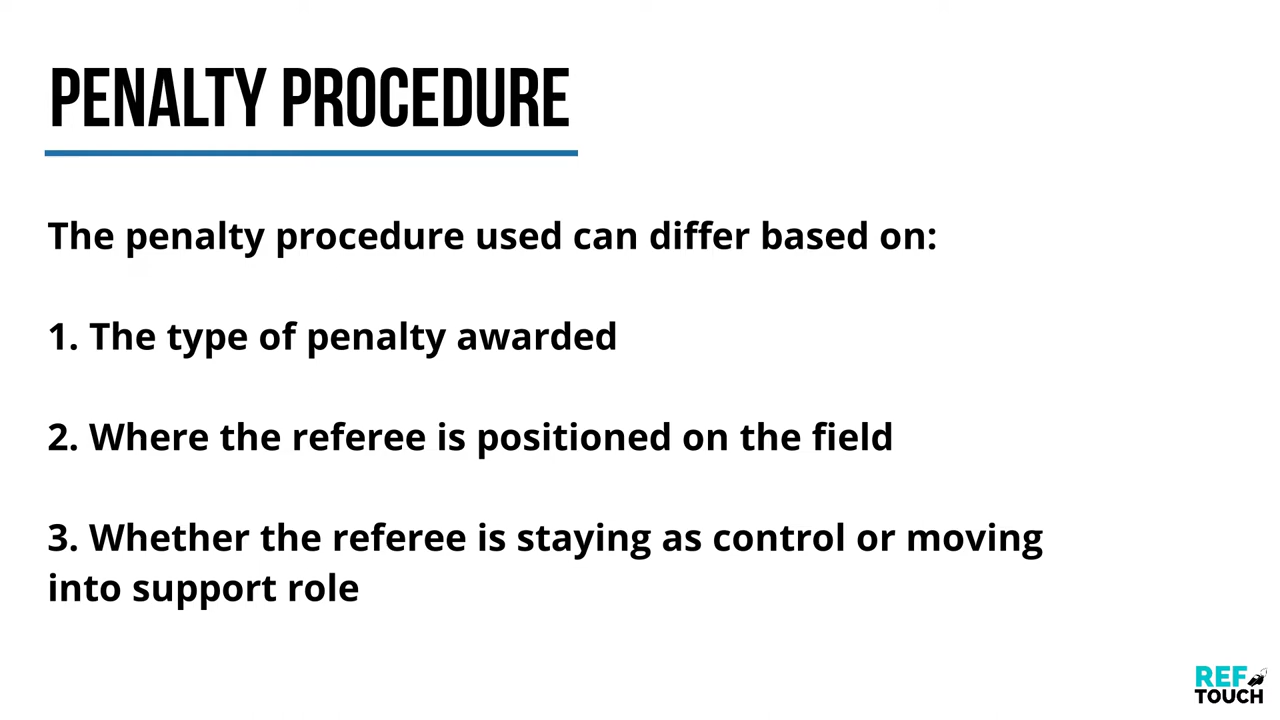 PENALTY PROCEDURE
The penalty procedure used can differ based on:
1. The type of penalty awarded
2. Where the referee is positioned on the field
3. Whether the referee is staying as control or moving
into support role
REF
TOUCH